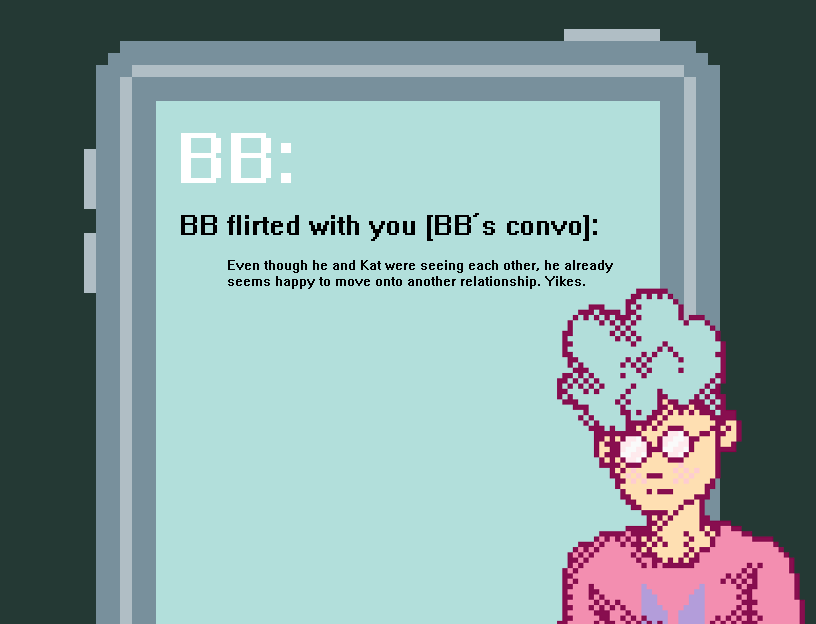 BB:
BB flirted with you [BB's convo]:
Even though he and Kat were seeing each other, he already
seems happy to move onto another relationship. Yikes.